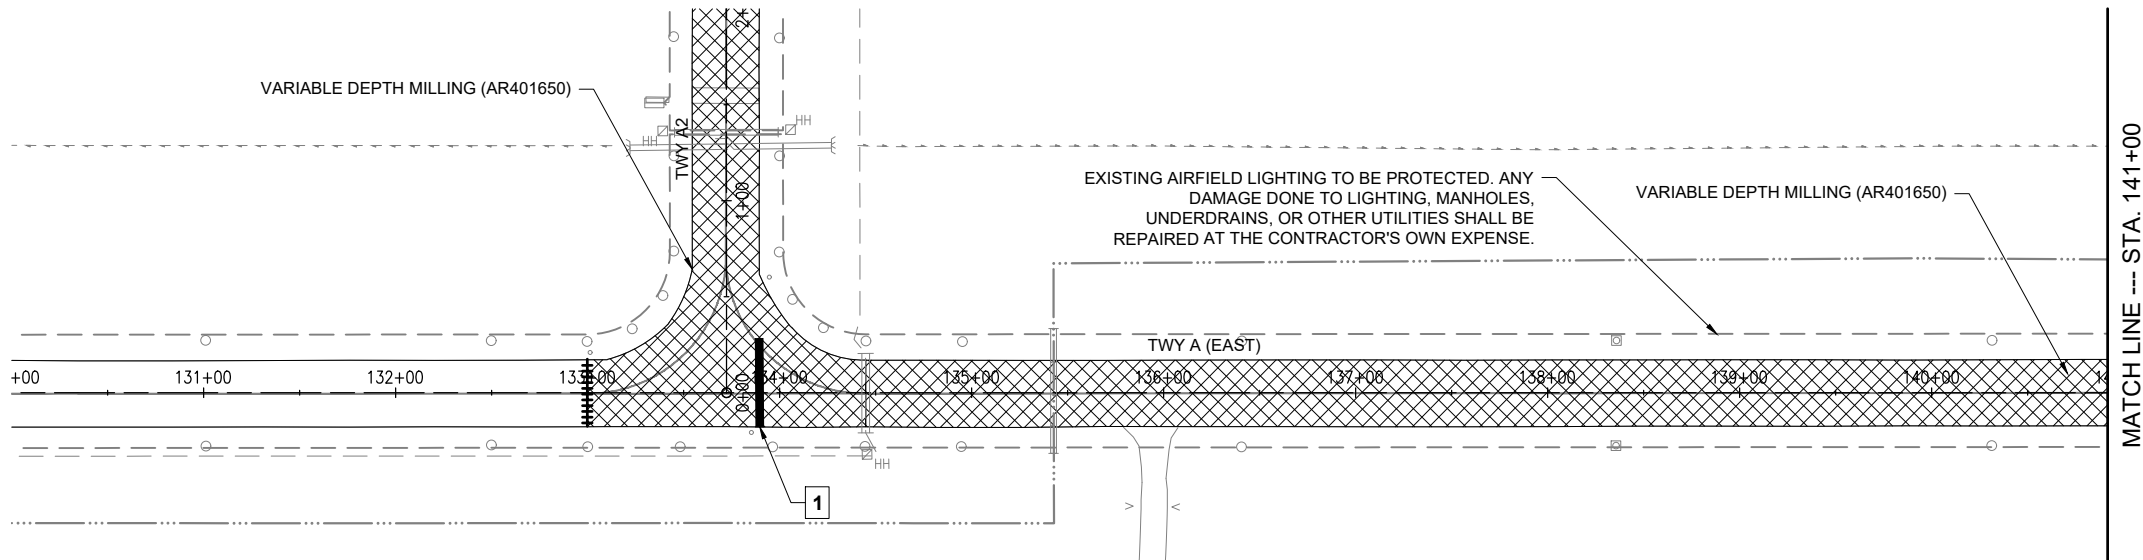 2+
VARIABLE DEPTH MILLING (AR401650)
TWY A2
HH
HH
1+00
EXISTING AIRFIELD LIGHTING TO BE PROTECTED. ANY
DAMAGE DONE TO LIGHTING, MANHOLES,
UNDERDRAINS, OR OTHER UTILITIES SHALL BE
REPAIRED AT THE CONTRACTOR'S OWN EXPENSE.
VARIABLE DEPTH MILLING (AR401650)
MATCH LINE --- STA. 141+00
TWY A (EAST)
+00
131+00
132+00
133+00
0+00
134+00
135+00
136+00
137+00
138+00
139+00
140+00
HH
1